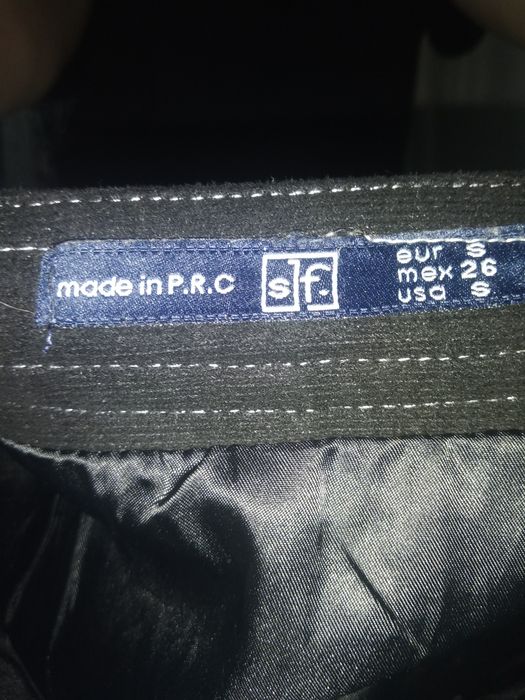 made in P.R.C
sf.
eur S
mex 26
usa S